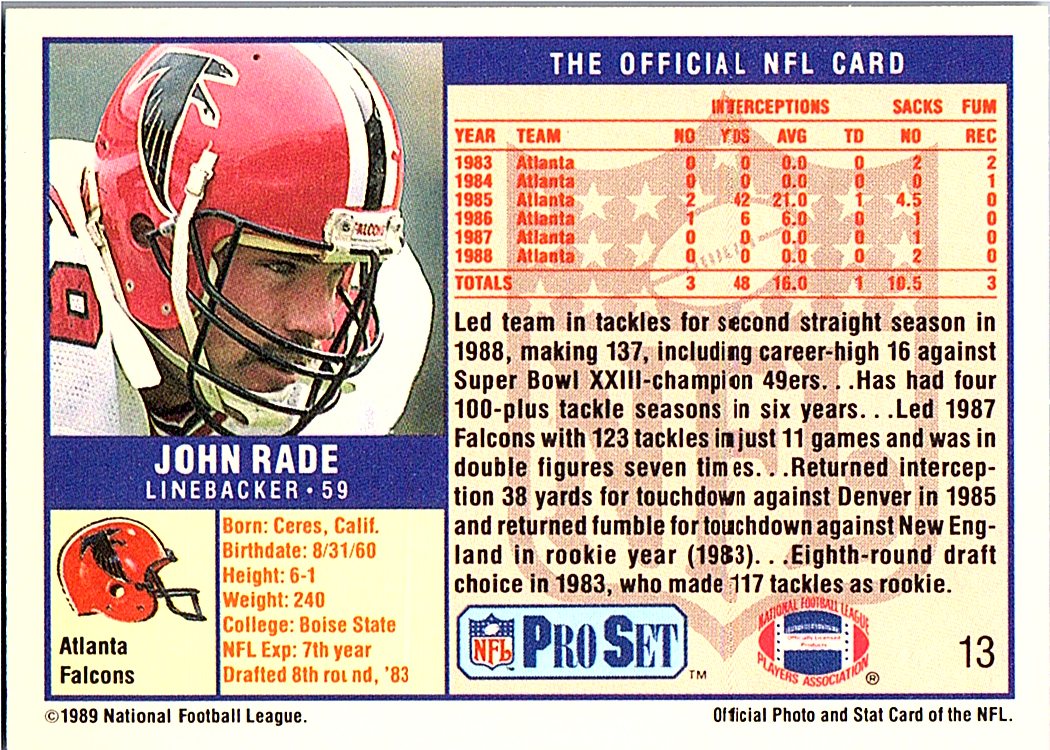 THE OFFICIAL NFL CARD
INTERCEPTIONS SACKS FUM
YEAR TEAM NO YDS AVG TD NO REC
1983 Atlanta 0 0 0.0 0 2 2
1984 Atlanta 0 0 0.0 0 0 1
1985 Atlanta 2 42 21.0 1 4.5 0
1986 Atlanta 1 6 6.0 0 1 0
1987 Atlanta 0 0 0.0 0 1 0
1988 Atlanta 0 0 0.0 0 2 0
TOTALS 3 48 16.0 1 10.5 3
Led team in tackles for second straight season in
1988, making 137, including career-high 16 against
Super Bowl XXIII-champion 49ers. . .Has had four
100-plus tackle seasons in six years. . .Led 1987
Falcons with 123 tackles in just 11 games and was in
double figures seven times. . .Returned intercep-
tion 38 yards for touchdown against Denver in 1985
and returned fumble for touchdown against New Eng-
land in rookie year (1983). . .Eighth-round draft
choice in 1983, who made 117 tackles as rookie.
FALCONS
JOHN RADE
LINEBACKER • 59
Atlanta
Falcons
Born: Ceres, Calif.
Birthdate: 8/31/60
Height: 6-1
Weight: 240
College: Boise State
NFL Exp: 7th year
Drafted 8th round, '83
NFL PRO SET ™
NATIONAL FOOTBALL LEAGUE
Officially Licensed
Products
PLAYERS ASSOCIATION ®
13
©1989 National Football League.
Official Photo and Stat Card of the NFL.